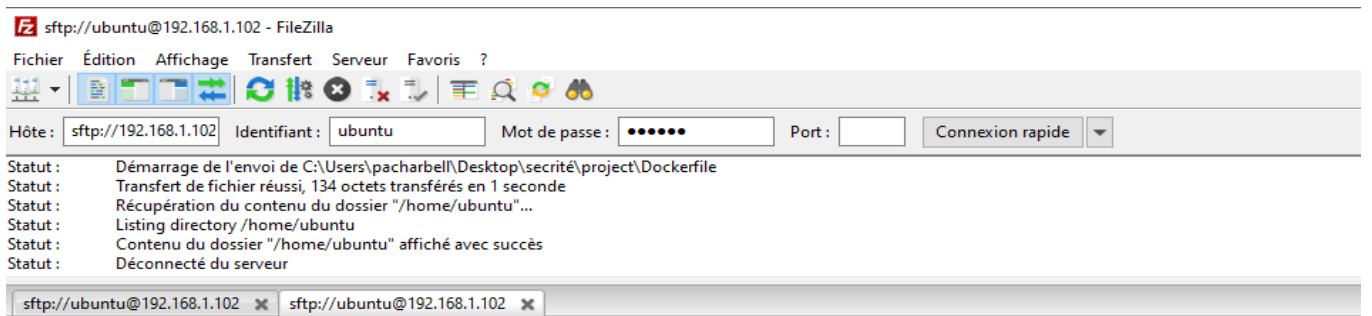 sftp://ubuntu@192.168.1.102 - FileZilla
Fichier Édition Affichage Transfert Serveur Favoris ?
Hôte : sftp://192.168.1.102 Identifiant : ubuntu Mot de passe : ●●●●●● Port : Connexion rapide
Statut : Démarrage de l'envoi de C:\Users\pacharbell\Desktop\secrité\project\Dockerfile
Statut : Transfert de fichier réussi, 134 octets transférés en 1 seconde
Statut : Récupération du contenu du dossier "/home/ubuntu"...
Statut : Listing directory /home/ubuntu
Statut : Contenu du dossier "/home/ubuntu" affiché avec succès
Statut : Déconnecté du serveur
sftp://ubuntu@192.168.1.102 sftp://ubuntu@192.168.1.102